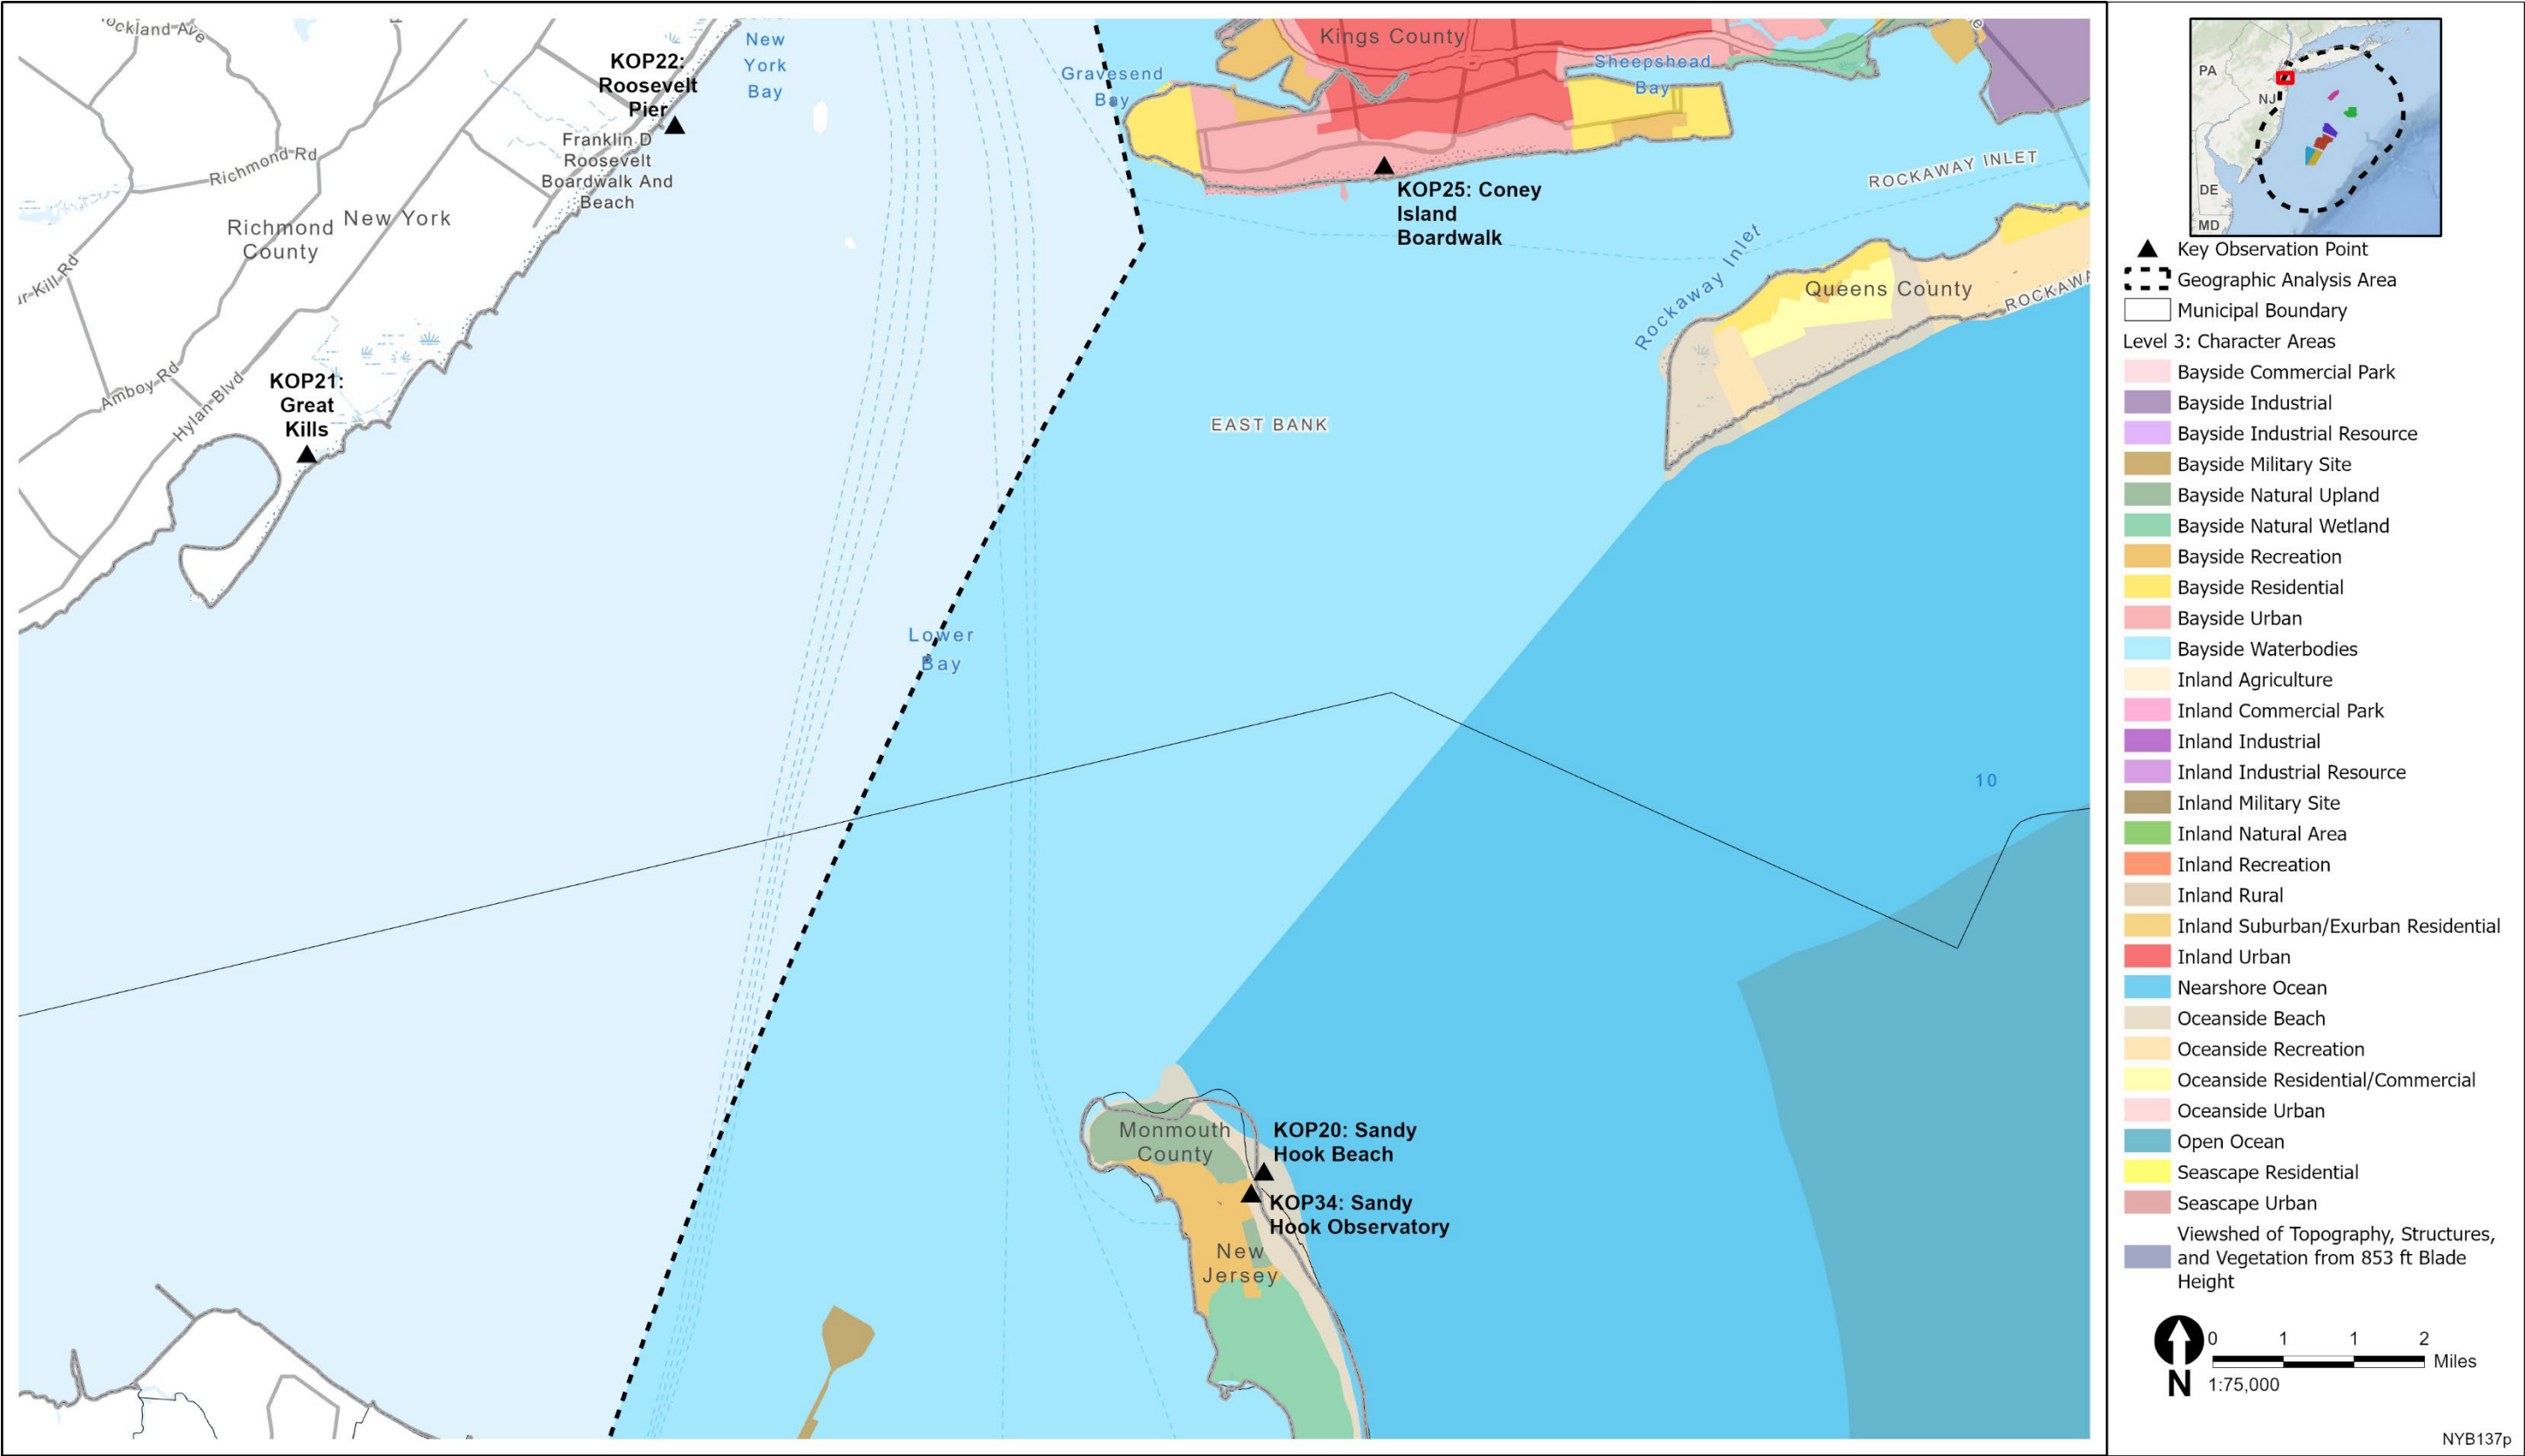 New
York
Bay
KOP22:
Roosevelt
Pier
Franklin D
Roosevelt
Boardwalk And
Beach
Richmond Rd
Richmond
County
New York
Amboy Rd
Hylan Blvd
KOP21:
Great
Kills
Gravesend
Bay
Kings County
Sheepshead
Bay
KOP25: Coney
Island
Boardwalk
ROCKAWAY INLET
Rockaway Inlet
Queens County
EAST BANK
Lower
Bay
10
Monmouth
County
KOP20: Sandy
Hook Beach
KOP34: Sandy
Hook Observatory
New
Jersey
PA
NJ
DE
MD
Key Observation Point
Geographic Analysis Area
Municipal Boundary
Level 3: Character Areas
Bayside Commercial Park
Bayside Industrial
Bayside Industrial Resource
Bayside Military Site
Bayside Natural Upland
Bayside Natural Wetland
Bayside Recreation
Bayside Residential
Bayside Urban
Bayside Waterbodies
Inland Agriculture
Inland Commercial Park
Inland Industrial
Inland Industrial Resource
Inland Military Site
Inland Natural Area
Inland Recreation
Inland Rural
Inland Suburban/Exurban Residential
Inland Urban
Nearshore Ocean
Oceanside Beach
Oceanside Recreation
Oceanside Residential/Commercial
Oceanside Urban
Open Ocean
Seascape Residential
Seascape Urban
Viewshed of Topography, Structures,
and Vegetation from 853 ft Blade
Height
0 1 1 2
Miles
N
1:75,000
NYB137p